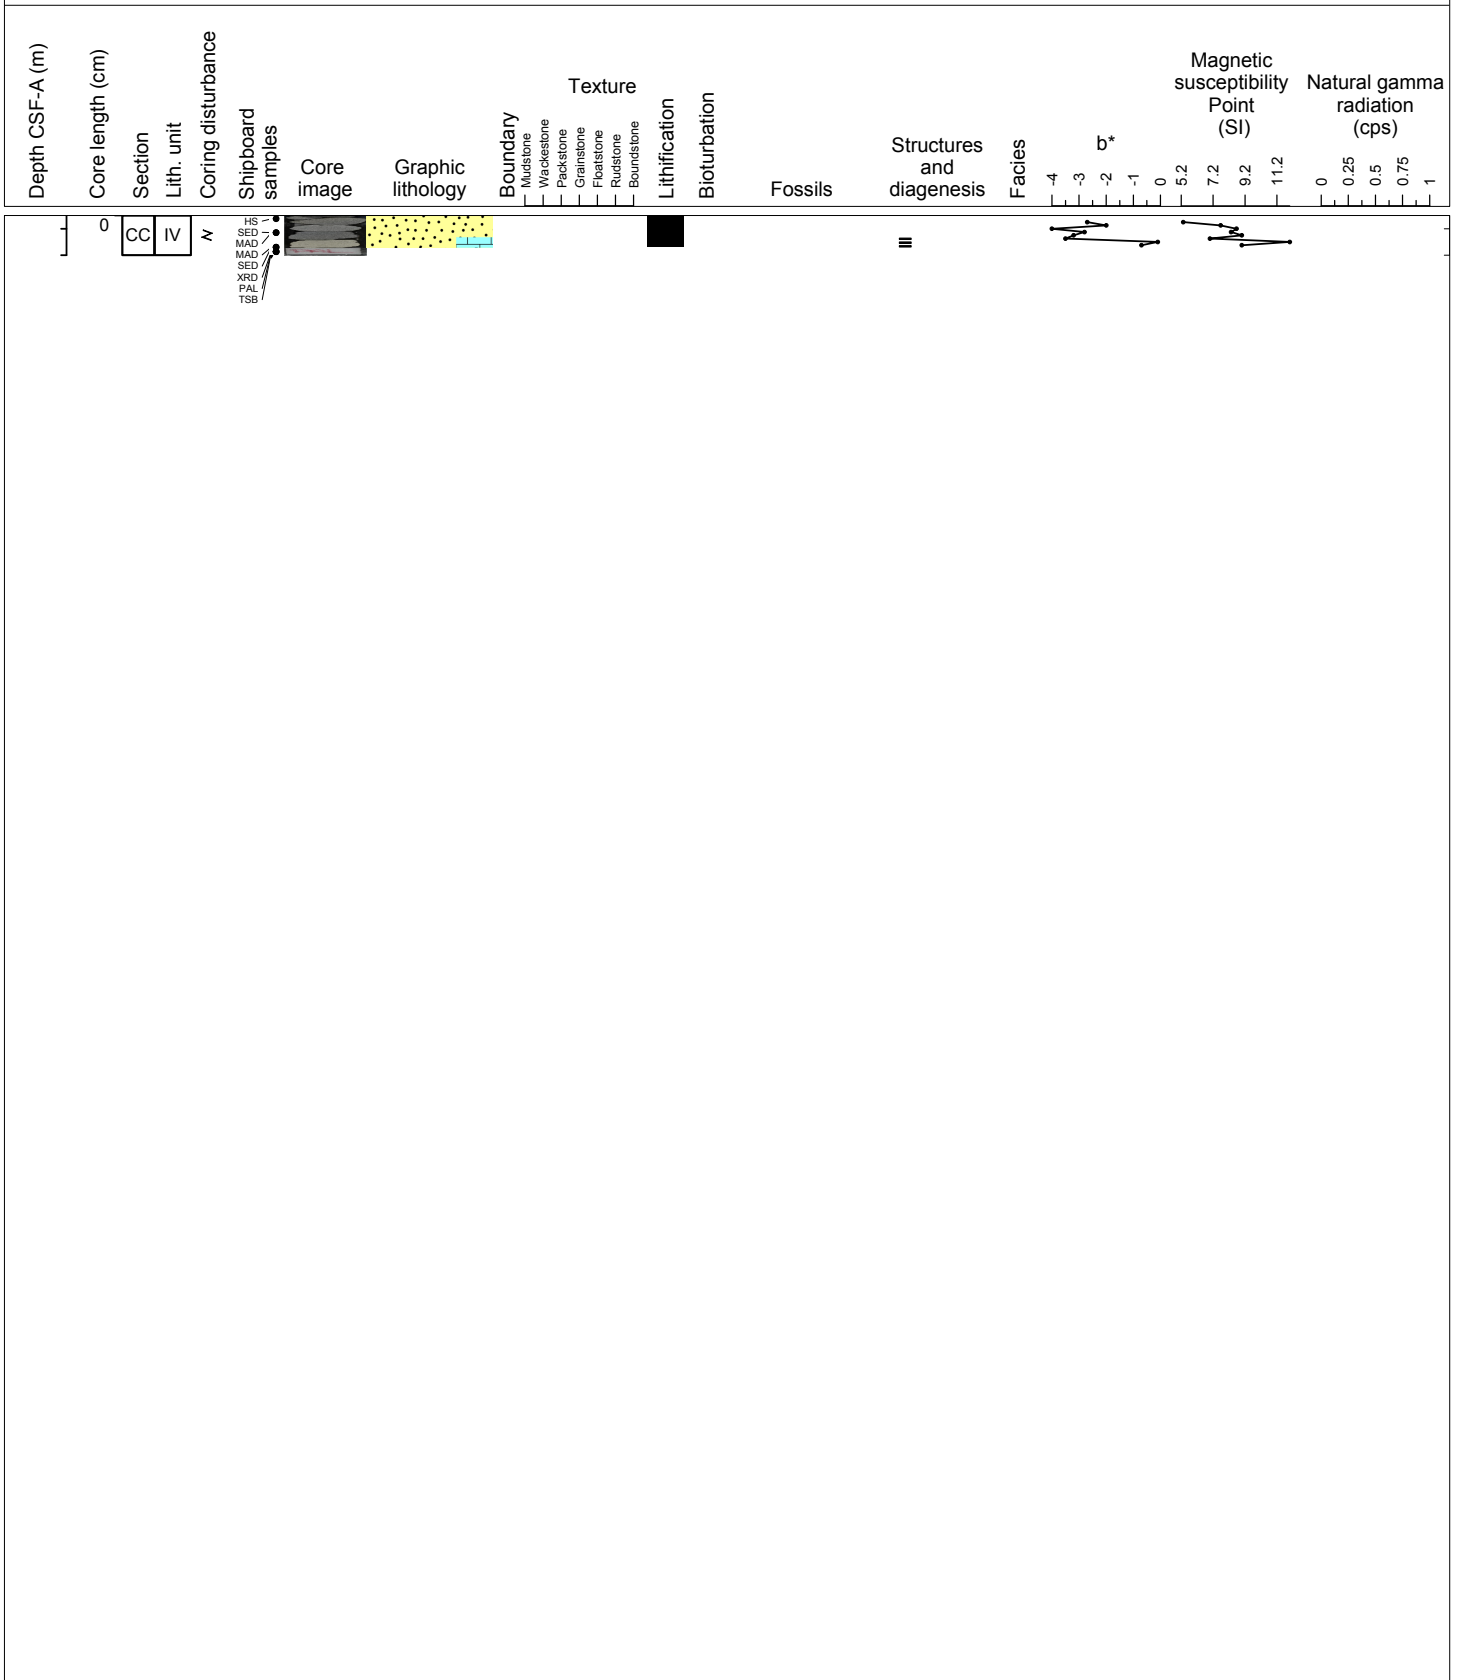 Depth CSF-A (m)
Core length (cm)
Section
Lith. unit
Coring disturbance
Shipboard
samples
Core
image
Graphic
lithology
Boundary
Texture
Mudstone
Wackestone
Packstone
Grainstone
Floatstone
Rudstone
Boundstone
Lithification
Bioturbation
Fossils
Structures
and
diagenesis
Facies
b*
-4
-3
-2
-1
0
Magnetic
susceptibility
Point
(SI)
5.2
7.2
9.2
11.2
Natural gamma
radiation
(cps)
0
0.25
0.5
0.75
1
0
CC
IV
HS
SED
MAD
MAD
SED
XRD
PAL
TSB